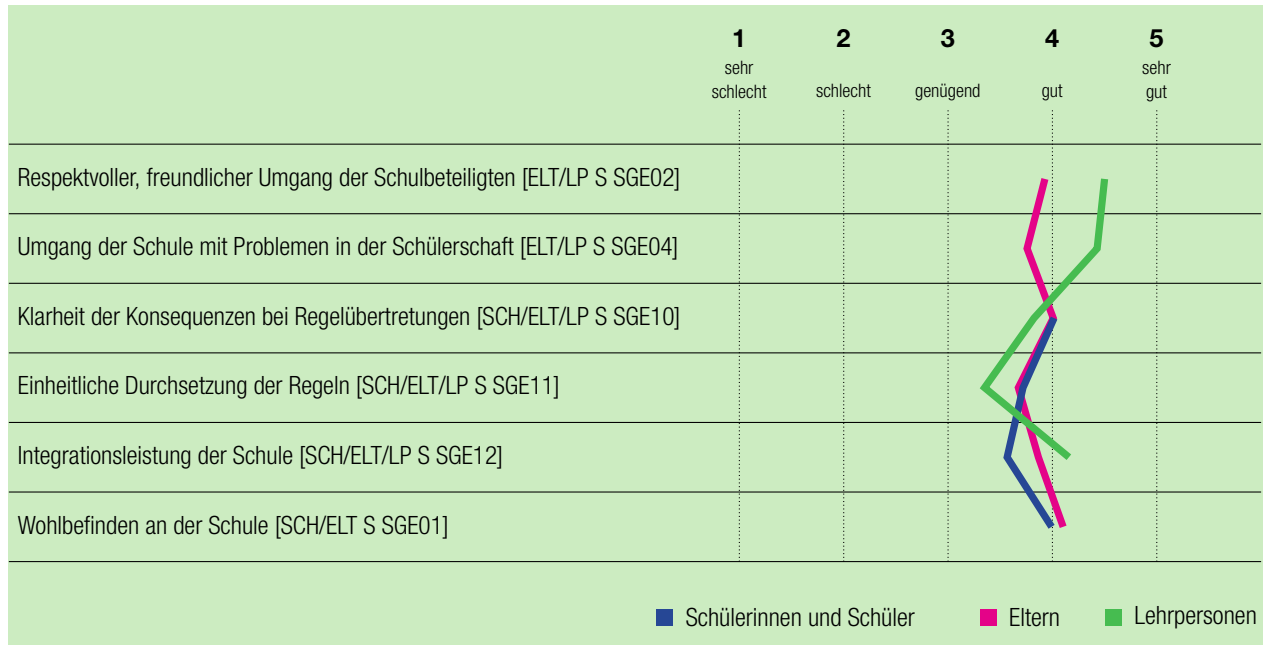 1 2 3 4 5
sehr schlecht schlecht genügend gut sehr gut
Respektvoller, freundlicher Umgang der Schulbeteiligten [ELT/LP S SGE02]
Umgang der Schule mit Problemen in der Schülerschaft [ELT/LP S SGE04]
Klarheit der Konsequenzen bei Regelübertretungen [SCH/ELT/LP S SGE10]
Einheitliche Durchsetzung der Regeln [SCH/ELT/LP S SGE11]
Integrationsleistung der Schule [SCH/ELT/LP S SGE12]
Wohlbefinden an der Schule [SCH/ELT S SGE01]
Schülerinnen und Schüler Eltern Lehrpersonen